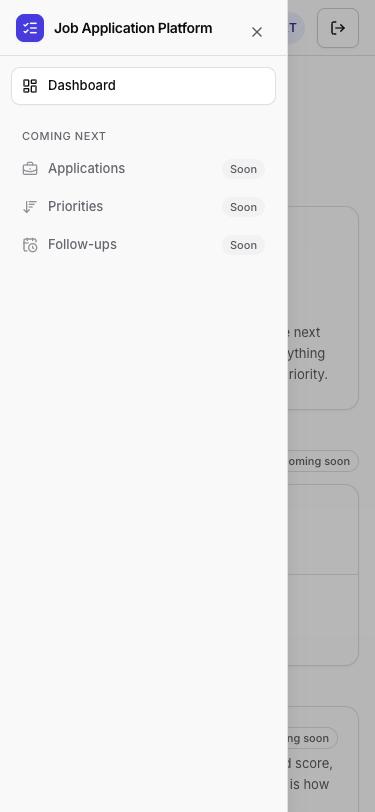 Job Application Platform
T
Dashboard
COMING NEXT
Applications
Soon
Priorities
Soon
Follow-ups
Soon
next
riority.
oming soon
ng soon
score,
is how